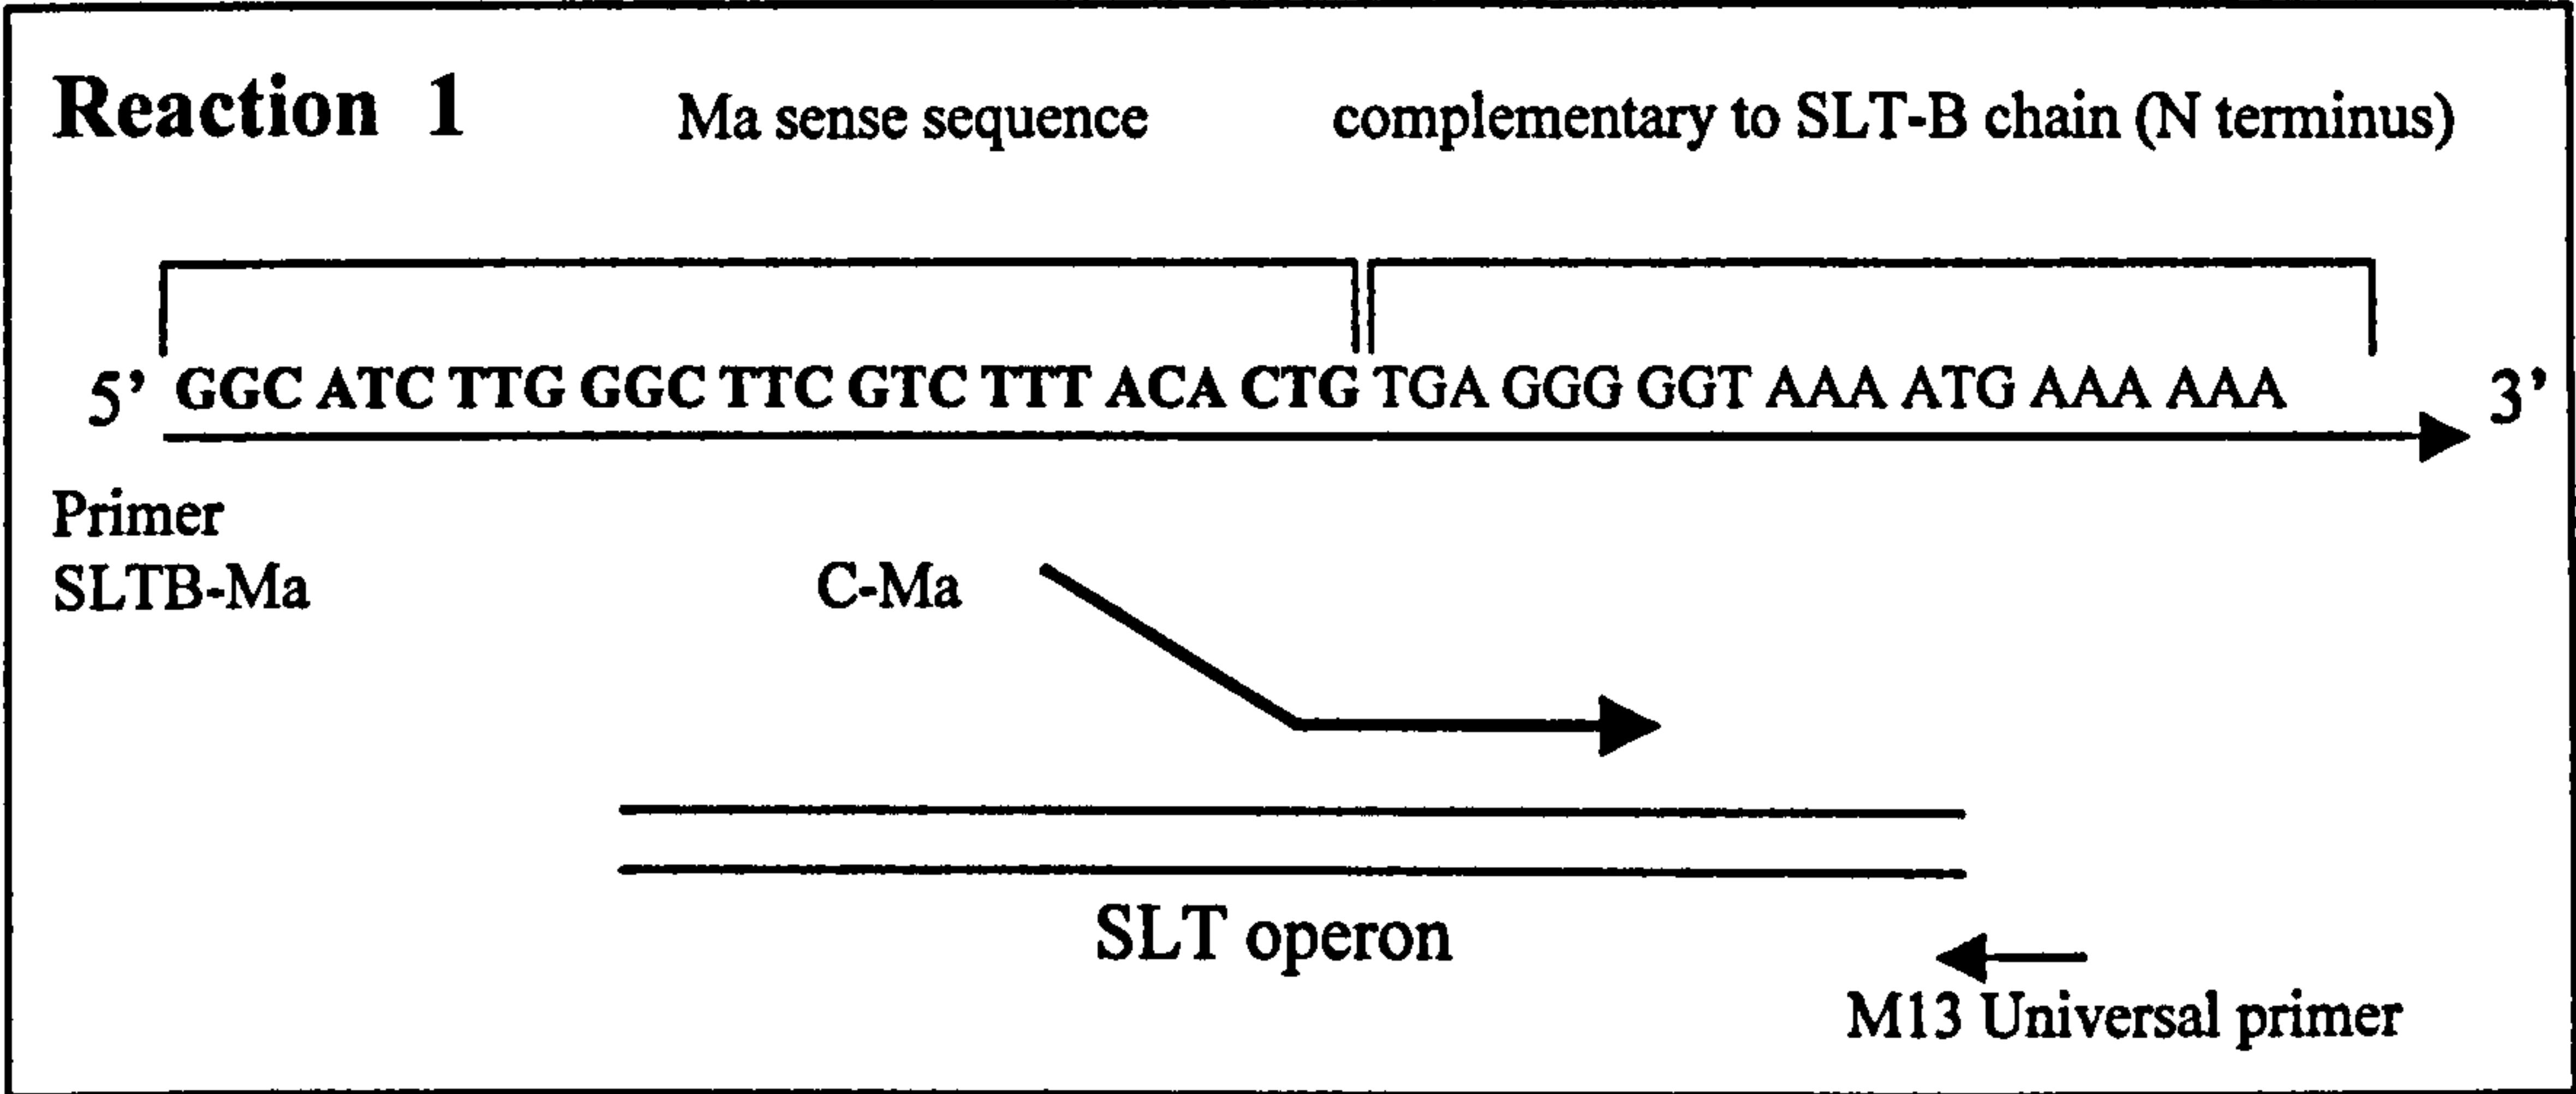 Reaction 1
Ma sense sequence
complementary to SLT-B chain (N terminus)
5’ GGC ATC TTG GGC TTC GTC TTT ACA CTG TGA GGG GGT AAA ATG AAA AAA 3’
Primer
SLTB-Ma
C-Ma
SLT operon
M13 Universal primer